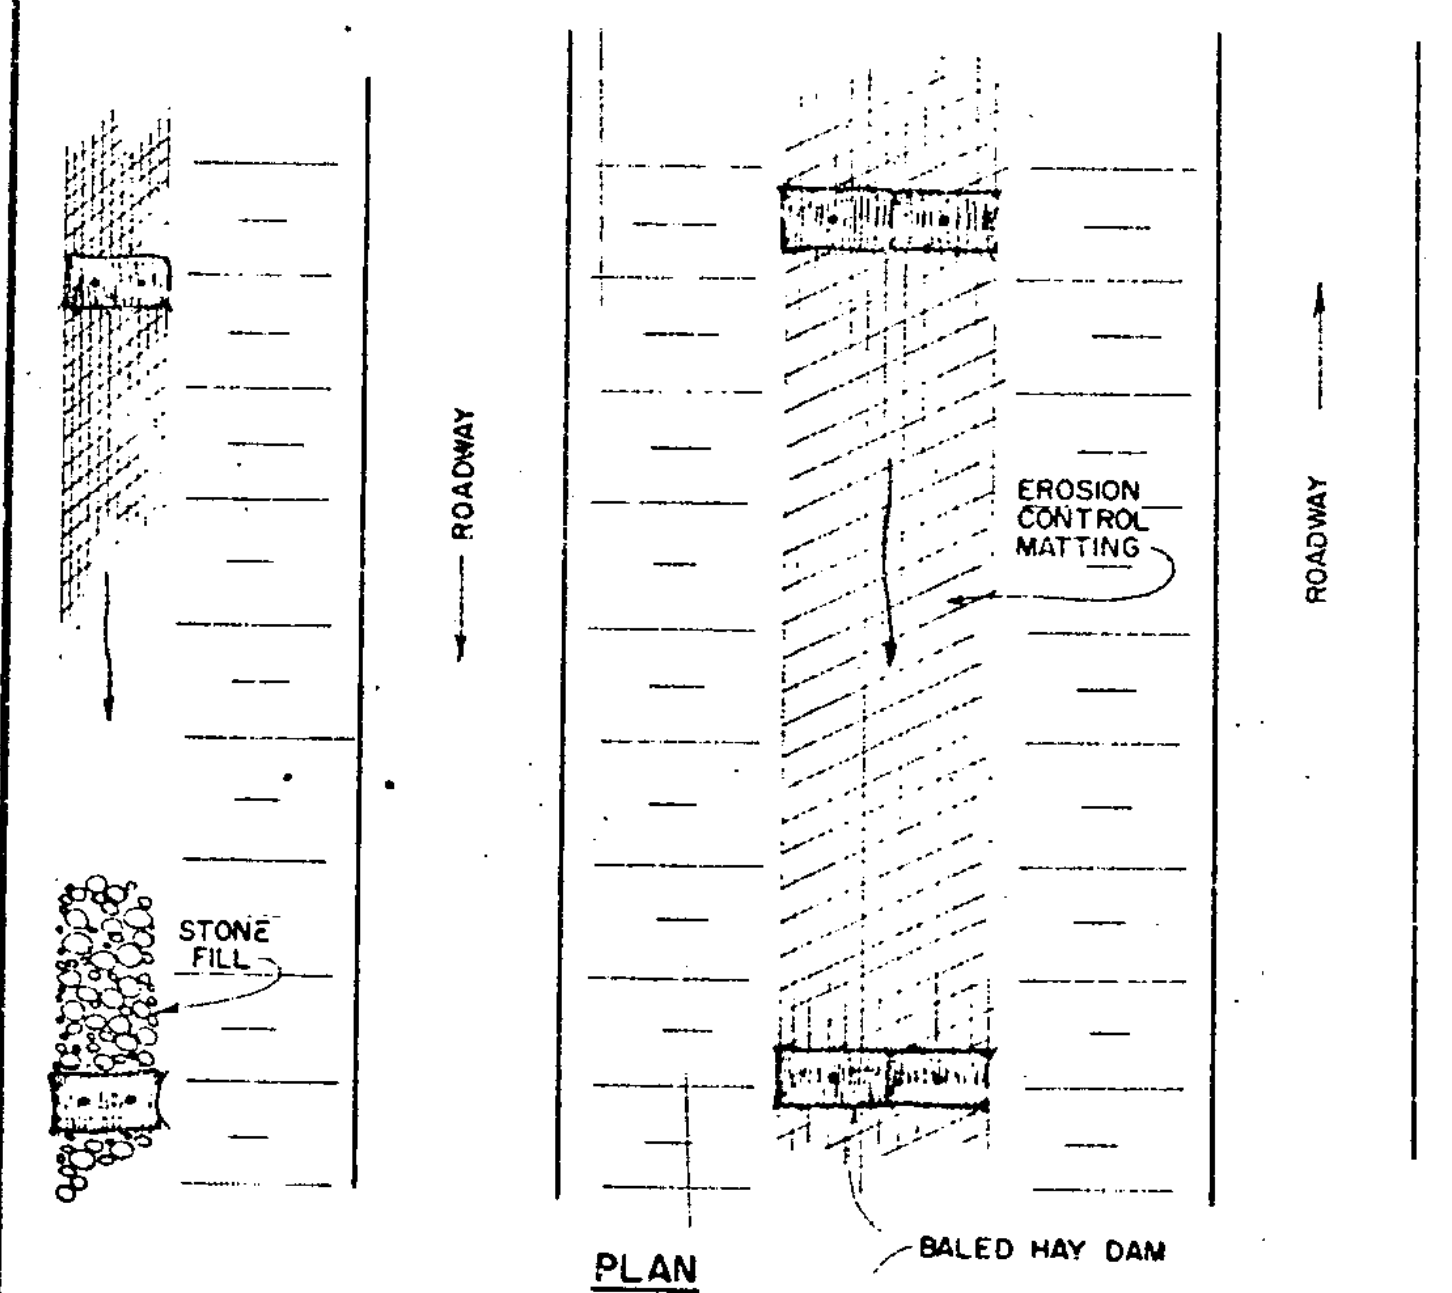 ROADWAY
EROSION
CONTROL
MATTING
ROADWAY
STONE
FILL
BALED HAY DAM
PLAN